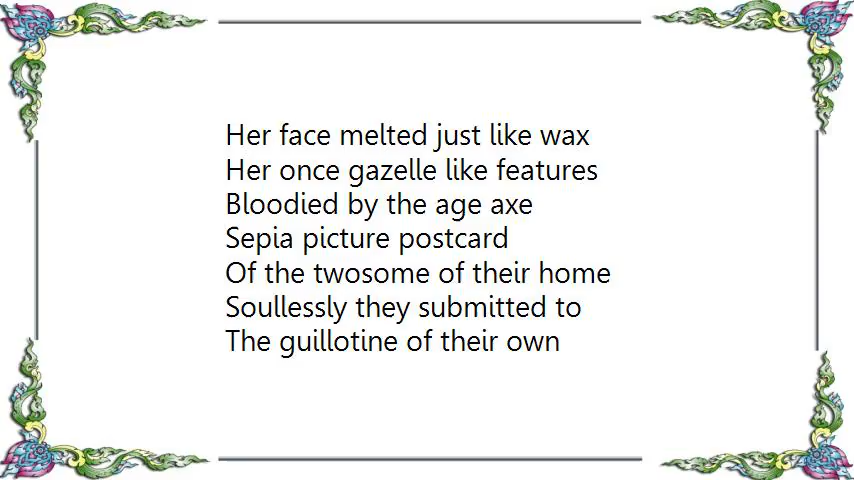 Her face melted just like wax
Her once gazelle like features
Bloodied by the age axe
Sepia picture postcard
Of the twosome of their home
Soullessly they submitted to
The guillotine of their own